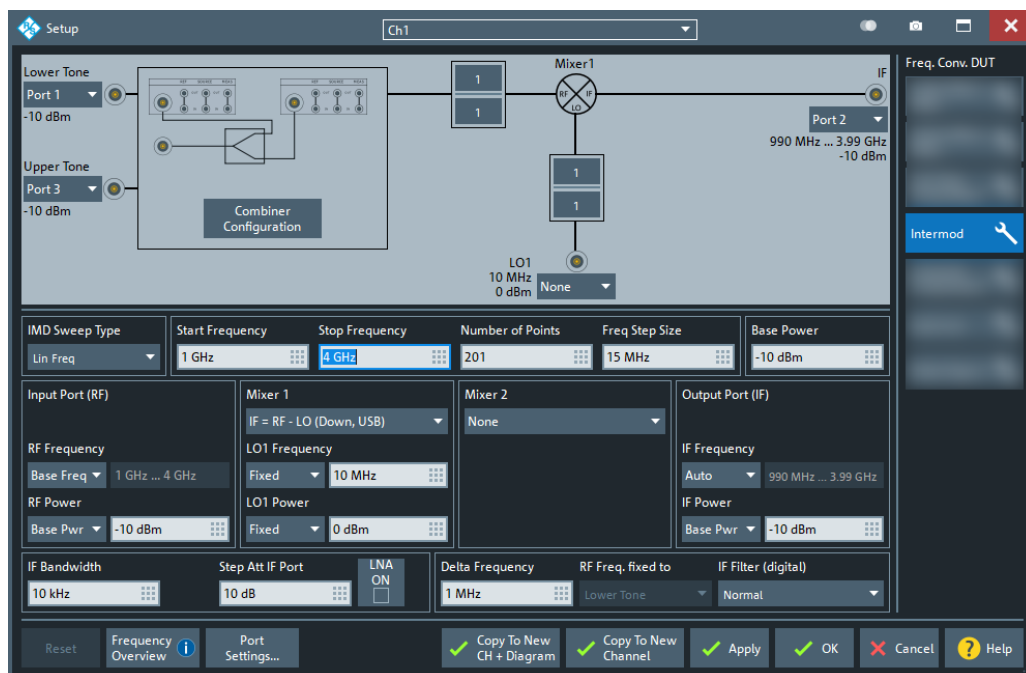 Setup
Ch1
Lower Tone
Port 1
-10 dBm
Upper Tone
Port 3
-10 dBm
Combiner
Configuration
1
1
Mixer1
RF
IF
LO
1
1
LO1
10 MHz
0 dBm
None
IF
Port 2
990 MHz ... 3.99 GHz
-10 dBm
Freq. Conv. DUT
Intermod
IMD Sweep Type
Lin Freq
Start Frequency
1 GHz
Stop Frequency
4 GHz
Number of Points
201
Freq Step Size
15 MHz
Base Power
-10 dBm
Input Port (RF)
RF Frequency
Base Freq
1 GHz ... 4 GHz
RF Power
Base Pwr
-10 dBm
Mixer 1
IF = RF - LO (Down, USB)
LO1 Frequency
Fixed
10 MHz
LO1 Power
Fixed
0 dBm
Mixer 2
None
Output Port (IF)
IF Frequency
Auto
990 MHz ... 3.99 GHz
IF Power
Base Pwr
-10 dBm
IF Bandwidth
10 kHz
Step Att IF Port
10 dB
LNA
ON
Delta Frequency
1 MHz
RF Freq. fixed to
Lower Tone
IF Filter (digital)
Normal
Reset
Frequency
Overview
Port
Settings...
Copy To New
CH + Diagram
Copy To New
Channel
Apply
OK
Cancel
Help